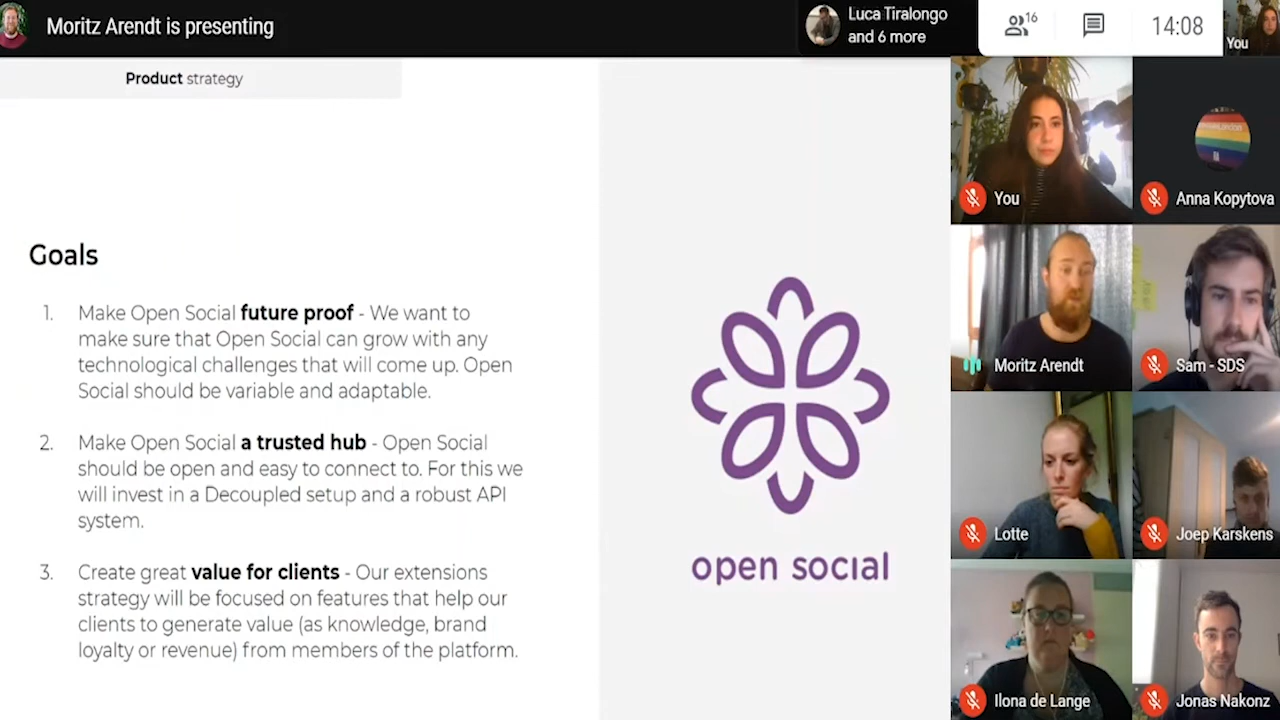 Moritz Arendt is presenting
Luca Tiralongo
and 6 more
16
14:08
You
Product strategy
Goals
1. Make Open Social future proof - We want to
make sure that Open Social can grow with any
technological challenges that will come up. Open
Social should be variable and adaptable.
2. Make Open Social a trusted hub - Open Social
should be open and easy to connect to. For this we
will invest in a Decoupled setup and a robust API
system.
3. Create great value for clients - Our extensions
strategy will be focused on features that help our
clients to generate value (as knowledge, brand
loyalty or revenue) from members of the platform.
open social
You
Anna Kopytova
Moritz Arendt
Sam - SDS
Lotte
Joep Karskens
Ilona de Lange
Jonas Nakonz